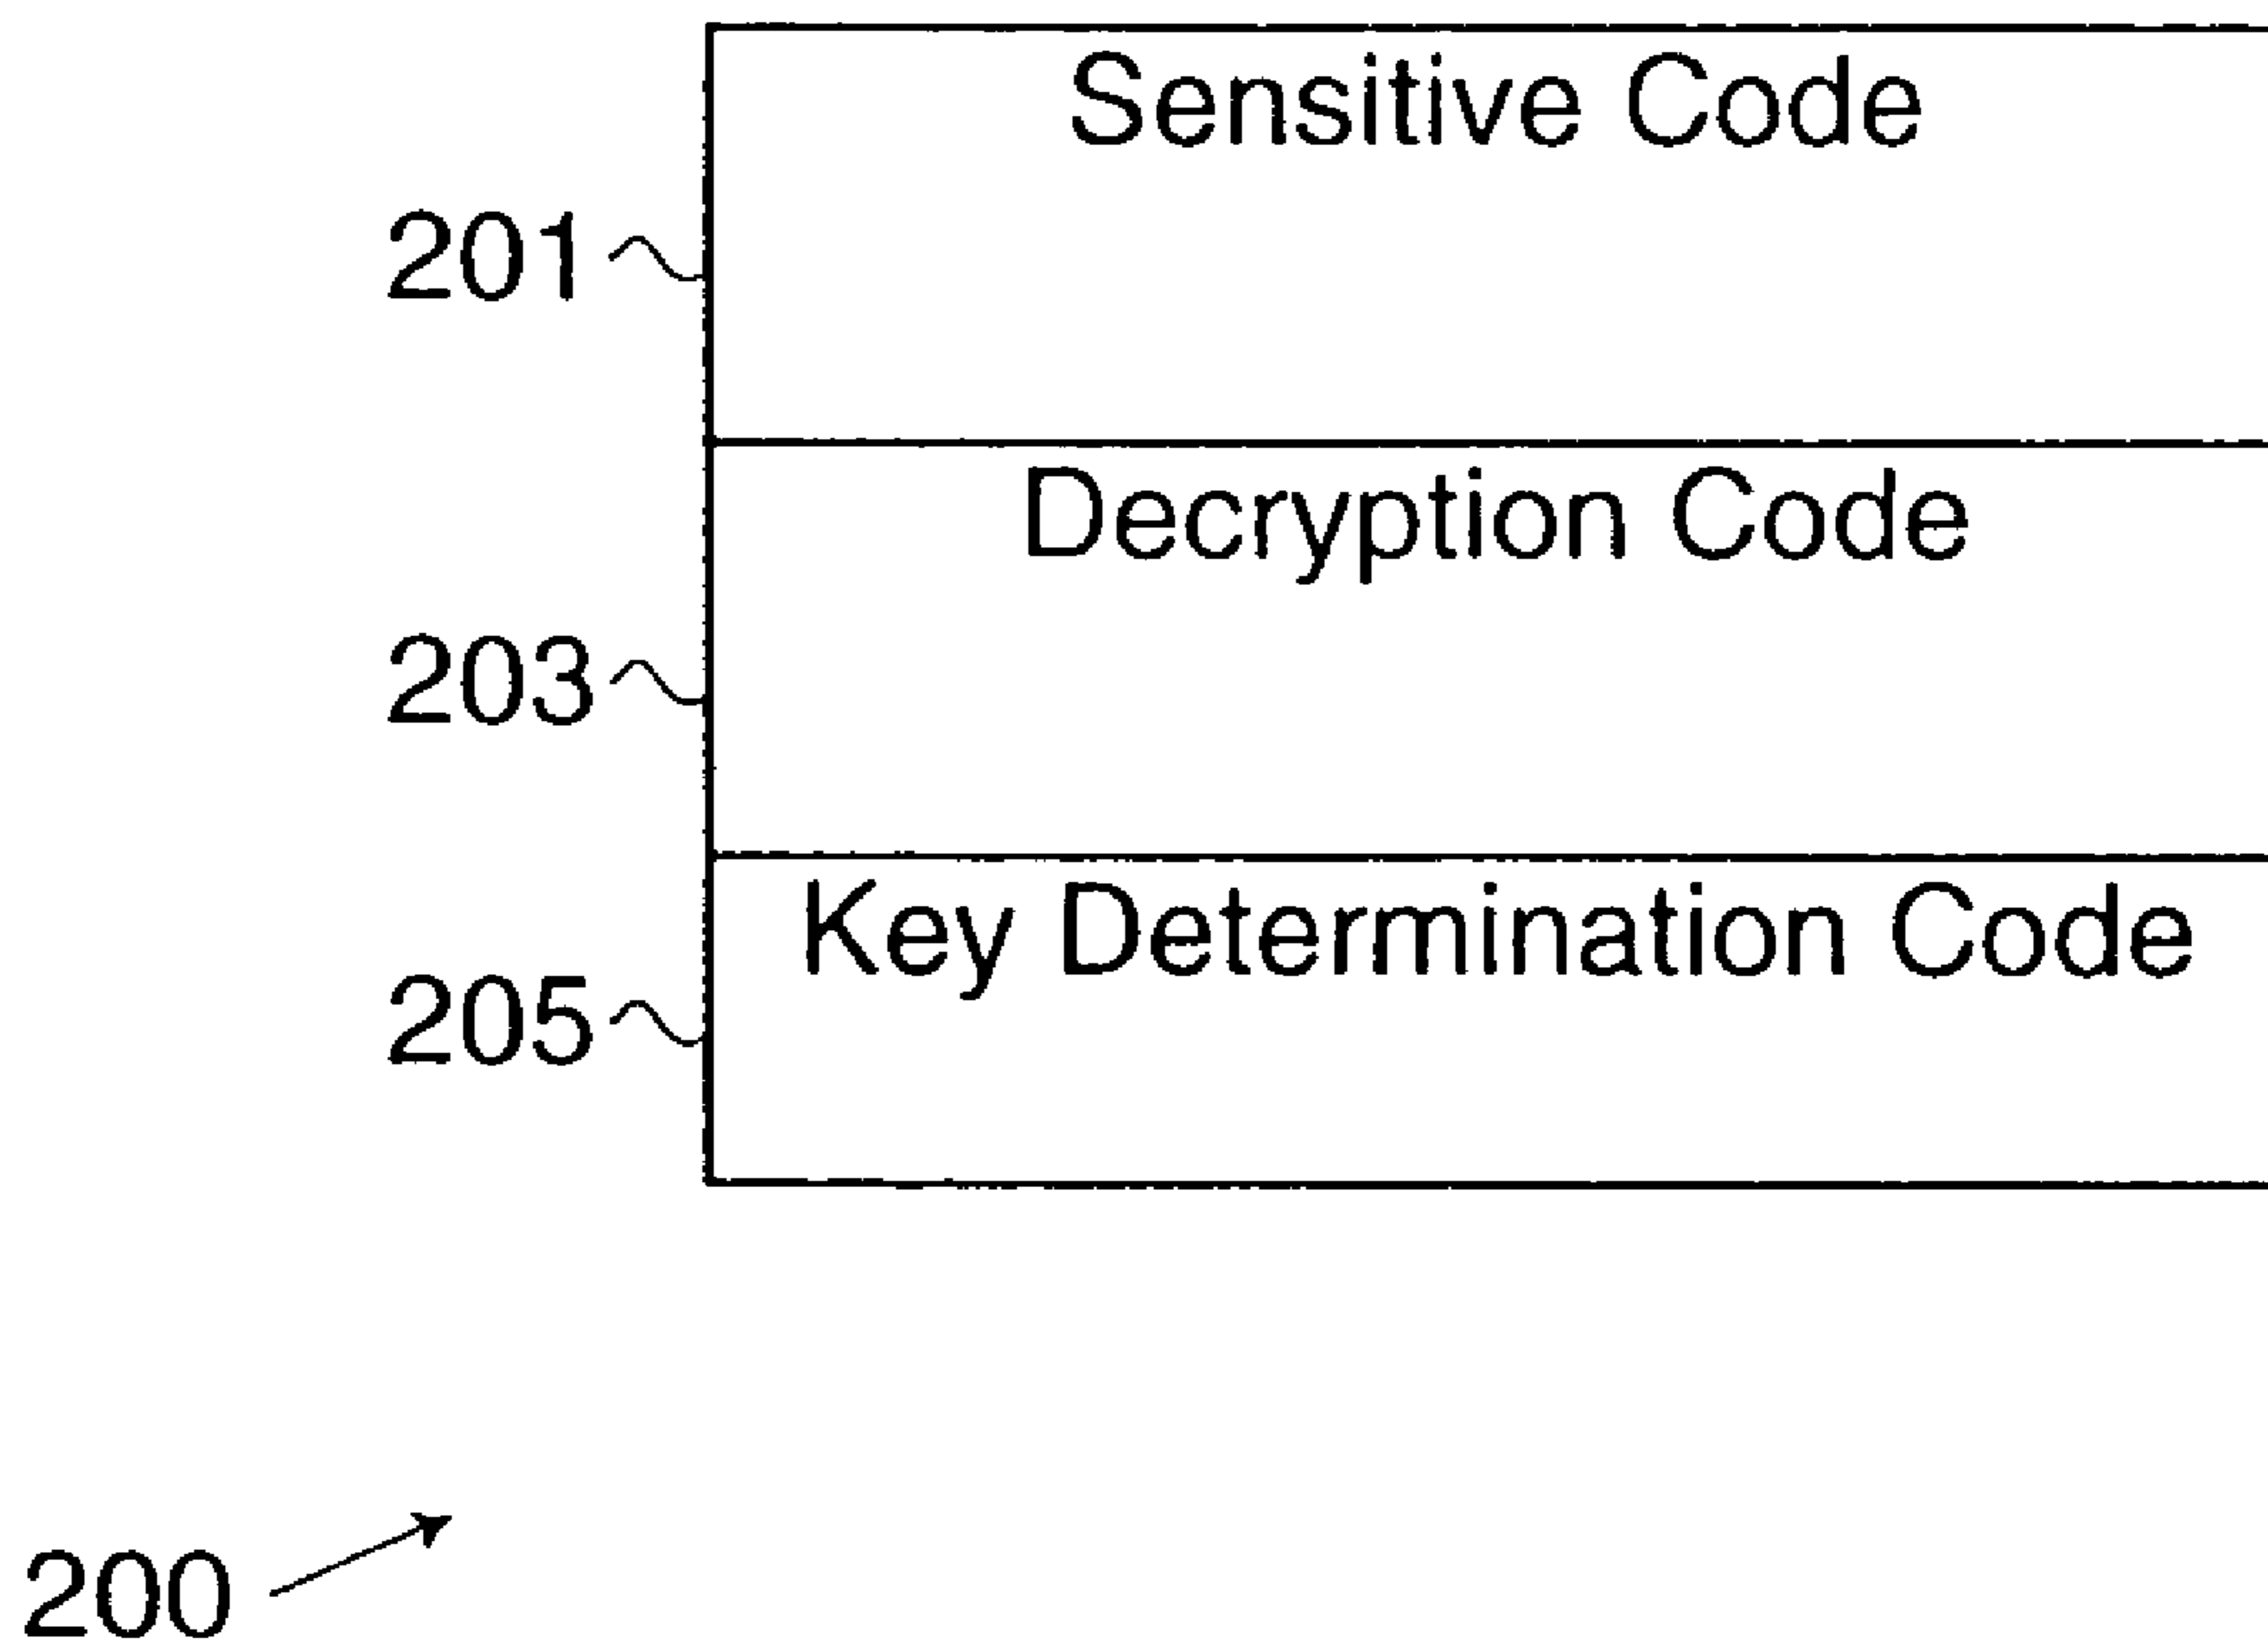 Sensitive Code
201
Decryption Code
203
Key Determination Code
205
200